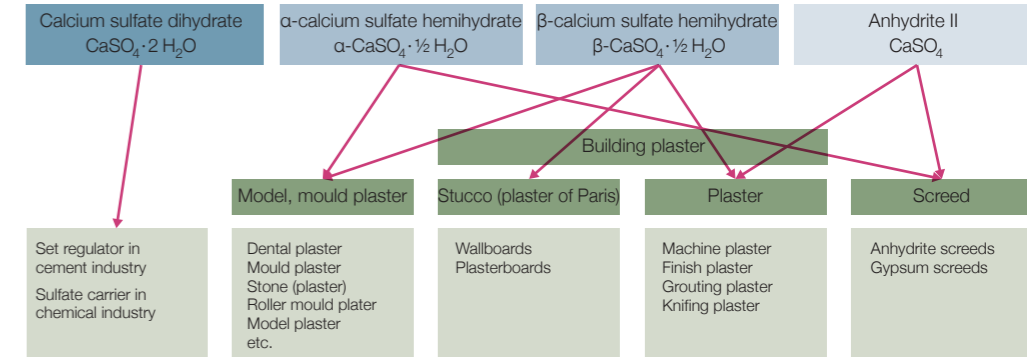 Calcium sulfate dihydrate
CaSO₄ · 2 H₂O
α-calcium sulfate hemihydrate
α-CaSO₄ · ½ H₂O
β-calcium sulfate hemihydrate
β-CaSO₄ · ½ H₂O
Anhydrite II
CaSO₄
Building plaster
Model, mould plaster
Stucco (plaster of Paris)
Plaster
Screed
Set regulator in
cement industry
Sulfate carrier in
chemical industry
Dental plaster
Mould plaster
Stone (plaster)
Roller mould plater
Model plaster
etc.
Wallboards
Plasterboards
Machine plaster
Finish plaster
Grouting plaster
Knifing plaster
Anhydrite screeds
Gypsum screeds